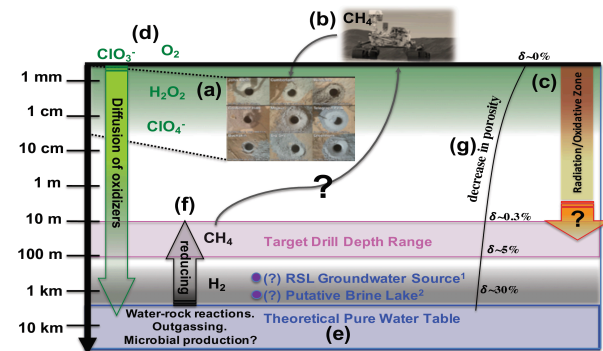 (b)
(d)
CH4
ClO3-
O2
δ~0%
1 mm
(a)
H2O2
(c)
1 cm
ClO4-
10 cm
(g)
1 m
?
(f)
10 m
CH4
δ~0.3%
?
Target Drill Depth Range
100 m
δ~5%
H2
(?) RSL Groundwater Source1
1 km
(?) Putative Brine Lake2
δ~30%
Water-rock reactions.
Outgassing.
Microbial production?
Theoretical Pure Water Table
10 km
(e)
Diffusion of oxidizers
reducing
decrease in porosity
Radiation/Oxidative Zone